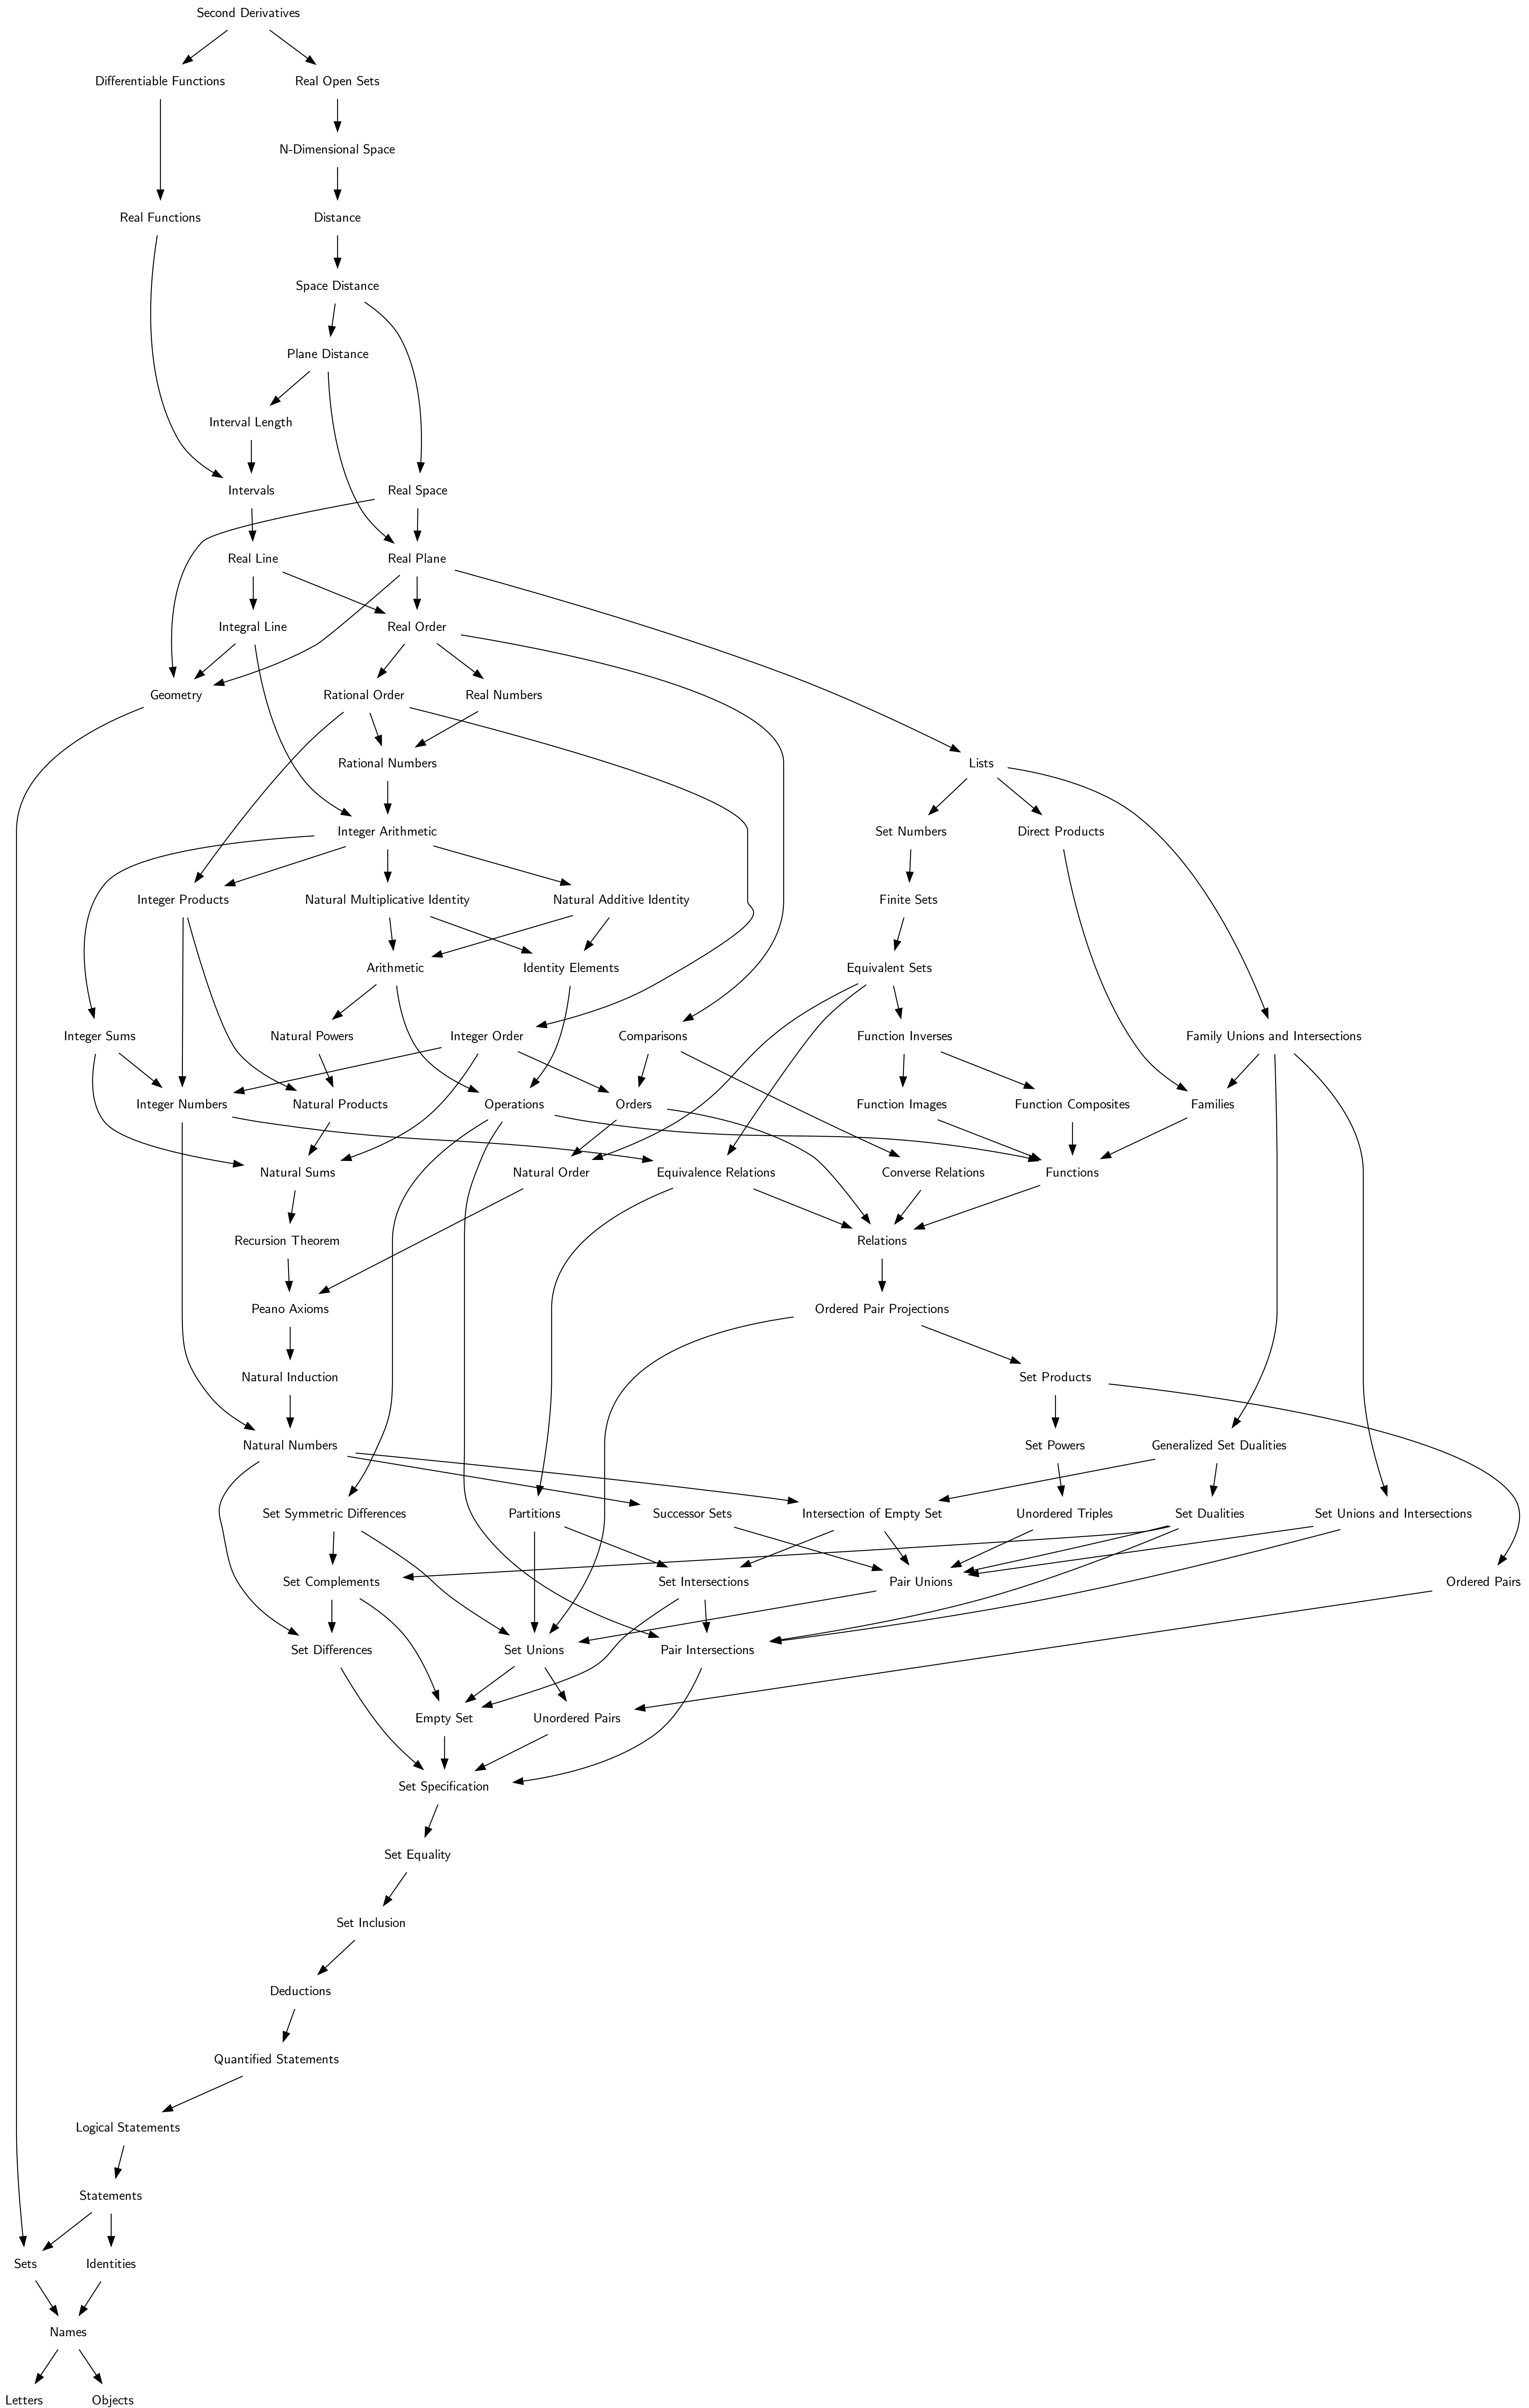 Second Derivatives
Differentiable Functions
Real Open Sets
N-Dimensional Space
Real Functions
Distance
Space Distance
Plane Distance
Interval Length
Intervals
Real Space
Real Line
Real Plane
Integral Line
Real Order
Geometry
Rational Order
Real Numbers
Rational Numbers
Lists
Integer Arithmetic
Set Numbers
Direct Products
Integer Products
Natural Multiplicative Identity
Natural Additive Identity
Finite Sets
Arithmetic
Identity Elements
Equivalent Sets
Integer Sums
Natural Powers
Integer Order
Comparisons
Function Inverses
Family Unions and Intersections
Integer Numbers
Natural Products
Operations
Orders
Function Images
Function Composites
Families
Natural Sums
Natural Order
Equivalence Relations
Converse Relations
Functions
Recursion Theorem
Relations
Peano Axioms
Ordered Pair Projections
Natural Induction
Set Products
Natural Numbers
Set Powers
Generalized Set Dualities
Set Symmetric Differences
Partitions
Successor Sets
Intersection of Empty Set
Unordered Triples
Set Dualities
Set Unions and Intersections
Set Complements
Set Intersections
Pair Unions
Ordered Pairs
Set Differences
Set Unions
Pair Intersections
Empty Set
Unordered Pairs
Set Specification
Set Equality
Set Inclusion
Deductions
Quantified Statements
Logical Statements
Statements
Sets
Identities
Names
Letters
Objects